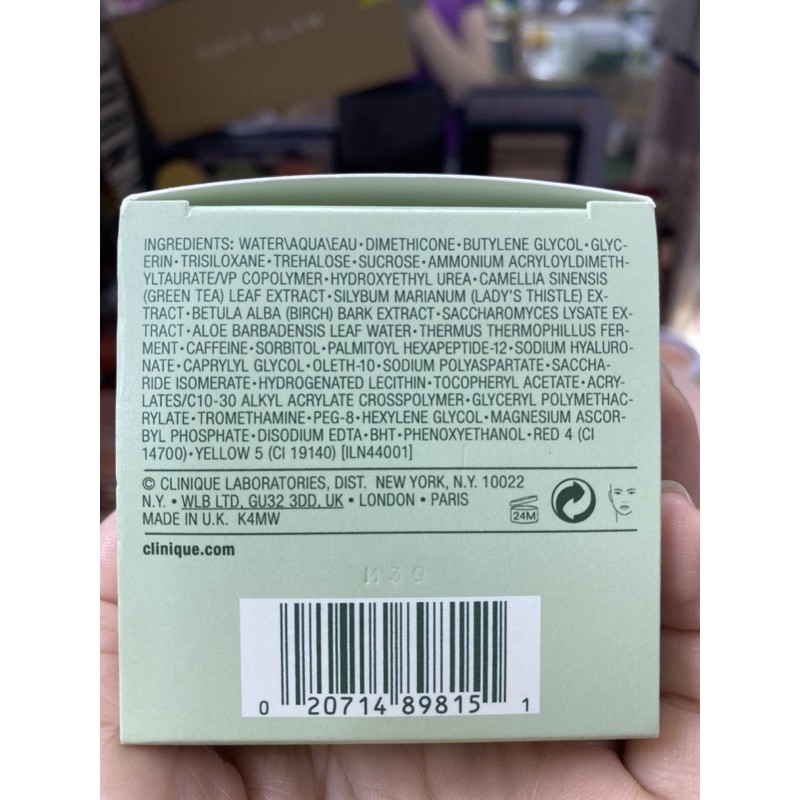 SOFT GLAM
INGREDIENTS: WATER\AQUA\EAU • DIMETHICONE • BUTYLENE GLYCOL • GLYC-
ERIN • TRISILOXANE • TREHALOSE • SUCROSE • AMMONIUM ACRYLOYLDIMETH-
YLTAURATE/VP COPOLYMER • HYDROXYETHYL UREA • CAMELLIA SINENSIS
(GREEN TEA) LEAF EXTRACT • SILYBUM MARIANUM (LADY'S THISTLE) EX-
TRACT • BETULA ALBA (BIRCH) BARK EXTRACT • SACCHAROMYCES LYSATE EX-
TRACT • ALOE BARBADENSIS LEAF WATER • THERMUS THERMOPHILLUS FER-
MENT • CAFFEINE • SORBITOL • PALMITOYL HEXAPEPTIDE-12 • SODIUM HYALURO-
NATE • CAPRYLYL GLYCOL • OLETH-10 • SODIUM POLYASPARTATE • SACCHA-
RIDE ISOMERATE • HYDROGENATED LECITHIN • TOCOPHERYL ACETATE • ACRY-
LATES/C10-30 ALKYL ACRYLATE CROSSPOLYMER • GLYCERYL POLYMETHAC-
RYLATE • TROMETHAMINE • PEG-8 • HEXYLENE GLYCOL • MAGNESIUM ASCOR-
BYL PHOSPHATE • DISODIUM EDTA • BHT • PHENOXYETHANOL • RED 4 (CI
14700) • YELLOW 5 (CI 19140) [ILN44001]
© CLINIQUE LABORATORIES, DIST. NEW YORK, N.Y. 10022
N.Y. • WLB LTD, GU32 3DD, UK • LONDON • PARIS
MADE IN U.K. K4MW
24M
clinique.com
M39
0 20714 89815 1